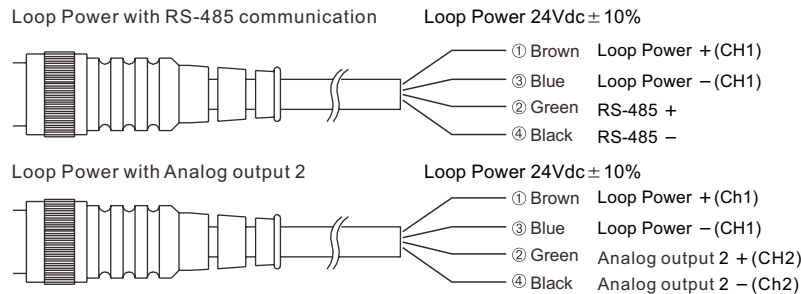 Loop Power with RS-485 communication Loop Power 24Vdc ± 10%
① Brown Loop Power + (CH1)
③ Blue Loop Power − (CH1)
② Green RS-485 +
④ Black RS-485 −
Loop Power with Analog output 2 Loop Power 24Vdc ± 10%
① Brown Loop Power + (Ch1)
③ Blue Loop Power − (CH1)
② Green Analog output 2 + (CH2)
④ Black Analog output 2 − (Ch2)